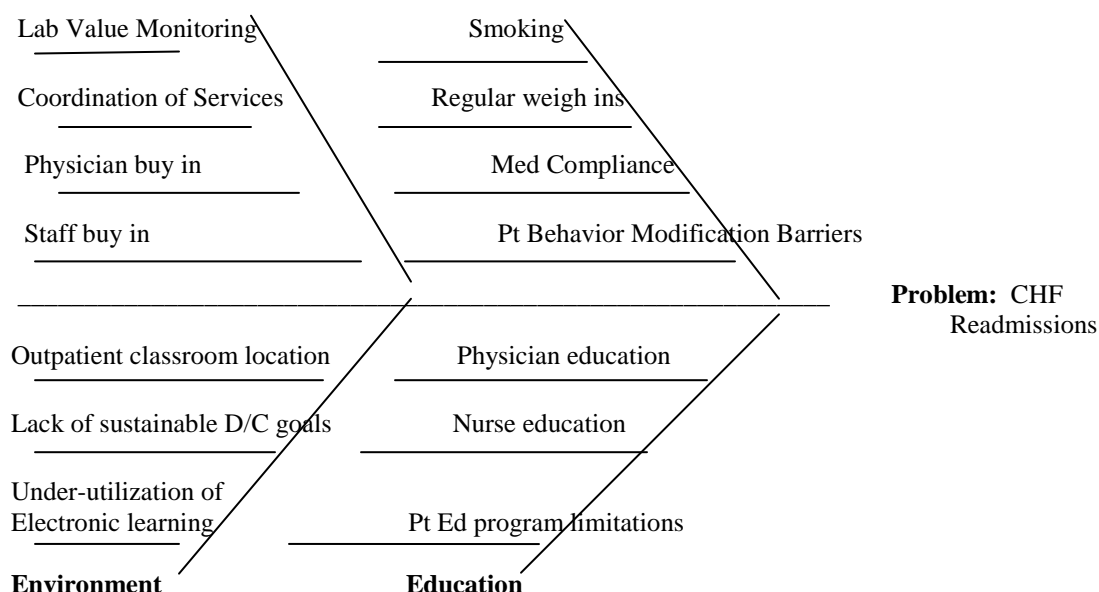 Lab Value Monitoring
Smoking
Coordination of Services
Regular weigh ins
Physician buy in
Med Compliance
Staff buy in
Pt Behavior Modification Barriers
Problem: CHF
Readmissions
Outpatient classroom location
Physician education
Lack of sustainable D/C goals
Nurse education
Under-utilization of
Electronic learning
Pt Ed program limitations
Environment
Education